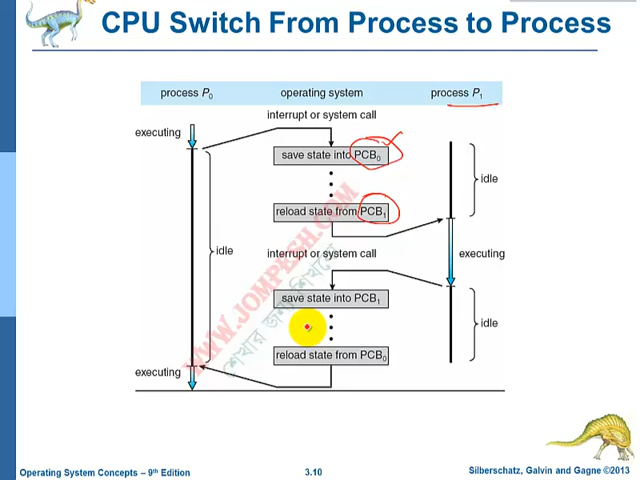 CPU Switch From Process to Process
process P0 operating system process P1
interrupt or system call
executing
save state into PCB0
idle
reload state from PCB1
idle
interrupt or system call
executing
save state into PCB1
idle
reload state from PCB0
executing
WWW.JOMPESH.COM
শেখার জন্য শিখানো
Operating System Concepts – 9th Edition
3.10
Silberschatz, Galvin and Gagne ©2013